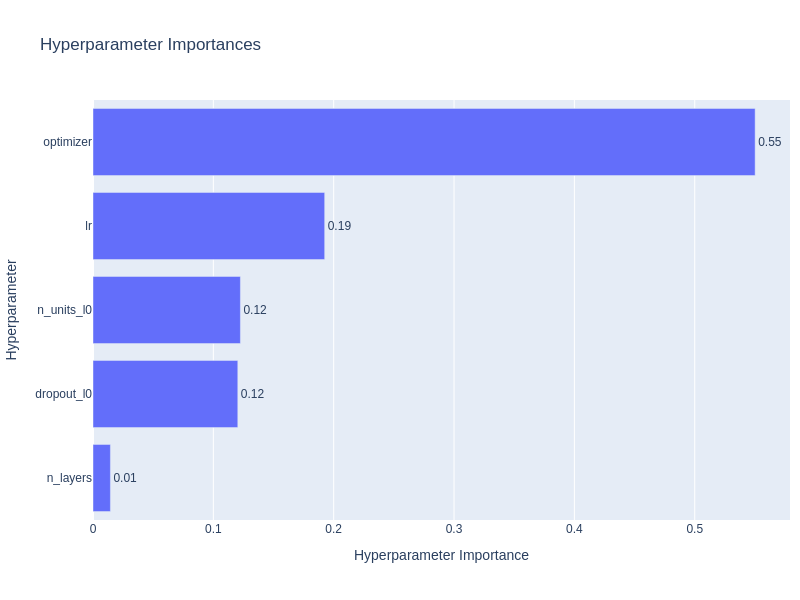 Hyperparameter Importances
optimizer
0.55
lr
0.19
n_units_l0
0.12
dropout_l0
0.12
n_layers
0.01
0
0.1
0.2
0.3
0.4
0.5
Hyperparameter Importance
Hyperparameter